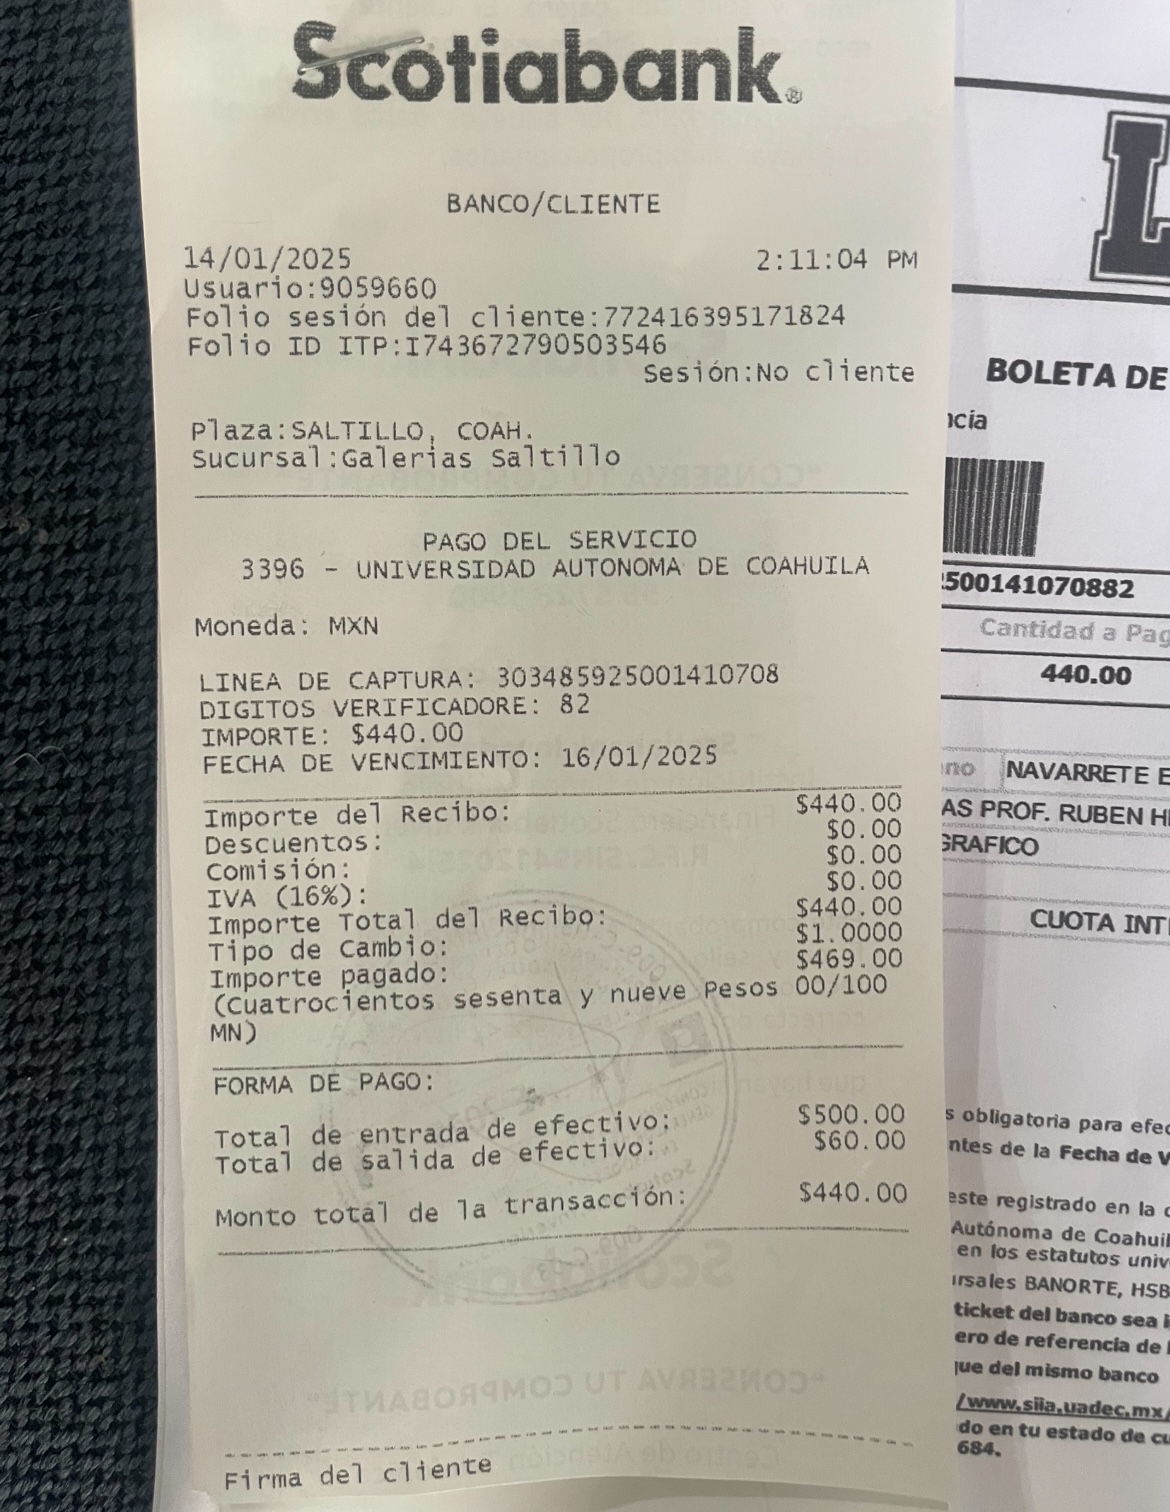 Scotiabank®
BANCO/CLIENTE
14/01/2025 2:11:04 PM
Usuario:9059660
Folio sesión del cliente:772416395171824
Folio ID ITP:I743672790503546
Sesión:No cliente
Plaza:SALTILLO, COAH.
Sucursal:Galerias Saltillo
PAGO DEL SERVICIO
3396 - UNIVERSIDAD AUTONOMA DE COAHUILA
Moneda: MXN
LINEA DE CAPTURA: 303485925001410708
DIGITOS VERIFICADORE: 82
IMPORTE: $440.00
FECHA DE VENCIMIENTO: 16/01/2025
Importe del Recibo: $440.00
Descuentos: $0.00
Comisión: $0.00
IVA (16%): $0.00
Importe Total del Recibo: $440.00
Tipo de Cambio: $1.0000
Importe pagado: $469.00
(Cuatrocientos sesenta y nueve Pesos 00/100
MN)
FORMA DE PAGO:
Total de entrada de efectivo: $500.00
Total de salida de efectivo: $60.00
Monto total de la transacción: $440.00
Firma del cliente
L
BOLETA DE
ncia
500141070882
Cantidad a Pag
440.00
no NAVARRETE E
AS PROF. RUBEN H
GRAFICO
CUOTA INT
s obligatoria para efec
ntes de la Fecha de V
este registrado en la
Autónoma de Coahuil
en los estatutos univ
ursales BANORTE, HSB
ticket del banco sea i
ero de referencia de
que del mismo banco
/www.siia.uadec.mx/
do en tu estado de cu
684.